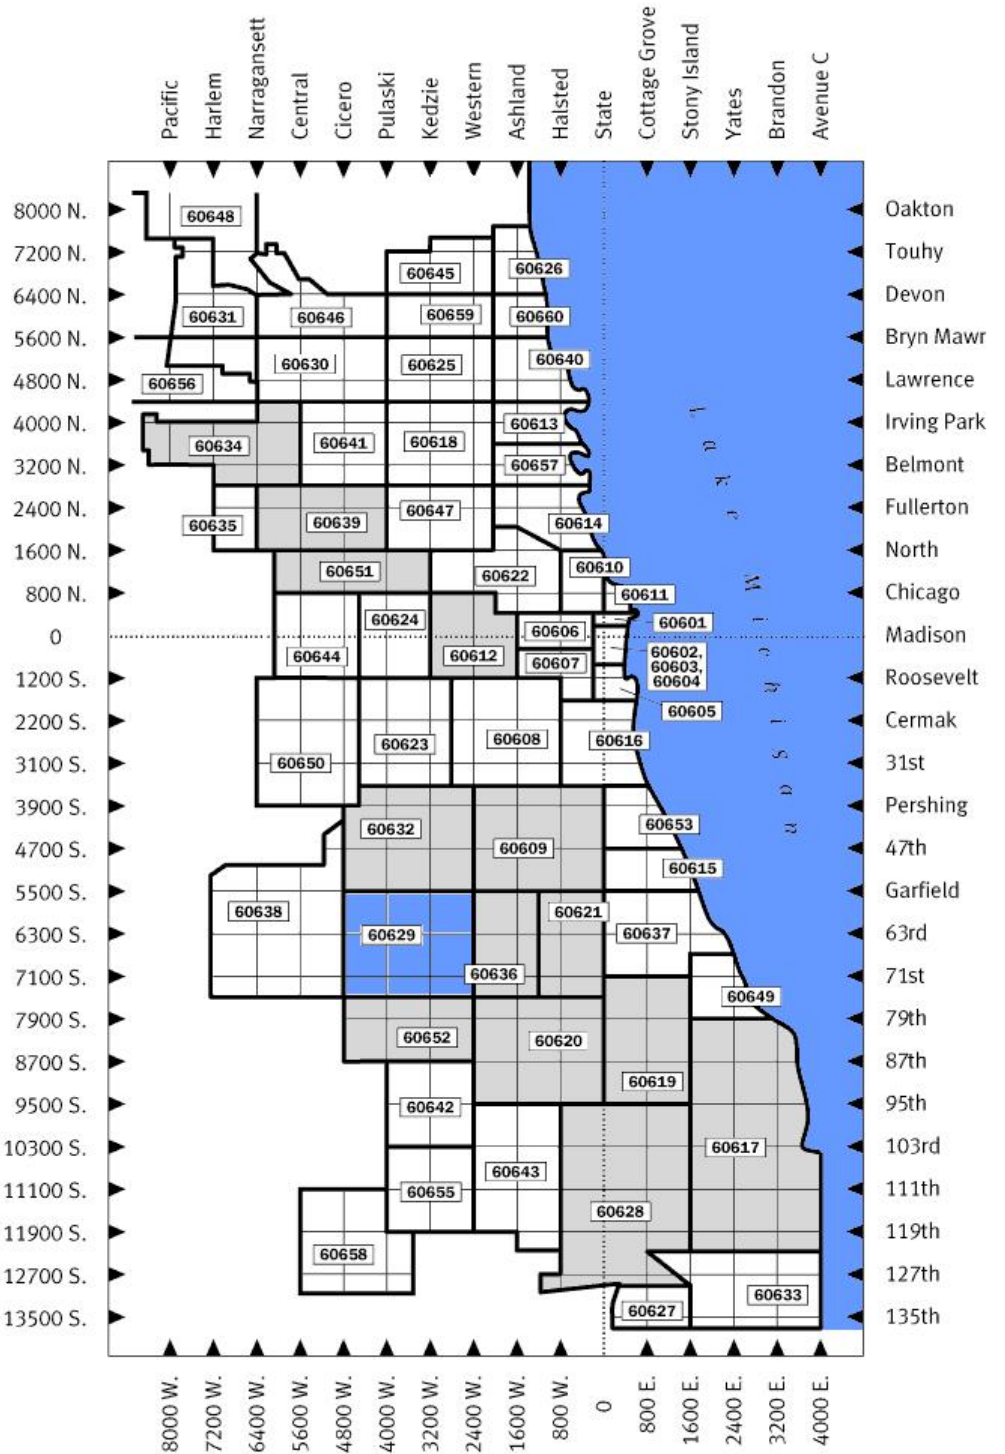 Pacific
Harlem
Narragansett
Central
Cicero
Pulaski
Kedzie
Western
Ashland
Halsted
State
Cottage Grove
Stony Island
Yates
Brandon
Avenue C
8000 N.
7200 N.
6400 N.
5600 N.
4800 N.
4000 N.
3200 N.
2400 N.
1600 N.
800 N.
0
1200 S.
2200 S.
3100 S.
3900 S.
4700 S.
5500 S.
6300 S.
7100 S.
7900 S.
8700 S.
9500 S.
10300 S.
11100 S.
11900 S.
12700 S.
13500 S.
60648
60645
60626
60631
60646
60659
60660
60656
60630
60625
60640
60634
60641
60618
60613
60657
60635
60639
60647
60614
60651
60622
60610
60611
60624
60606
60601
60644
60612
60607
60602,
60603,
60604
60605
60650
60623
60608
60616
60632
60609
60653
60615
60638
60629
60621
60637
60636
60649
60652
60620
60619
60642
60617
60655
60643
60628
60658
60633
60627
Lake Michigan
Oakton
Touhy
Devon
Bryn Mawr
Lawrence
Irving Park
Belmont
Fullerton
North
Chicago
Madison
Roosevelt
Cermak
31st
Pershing
47th
Garfield
63rd
71st
79th
87th
95th
103rd
111th
119th
127th
135th
8000 W.
7200 W.
6400 W.
5600 W.
4800 W.
4000 W.
3200 W.
2400 W.
1600 W.
800 W.
0
800 E.
1600 E.
2400 E.
3200 E.
4000 E.